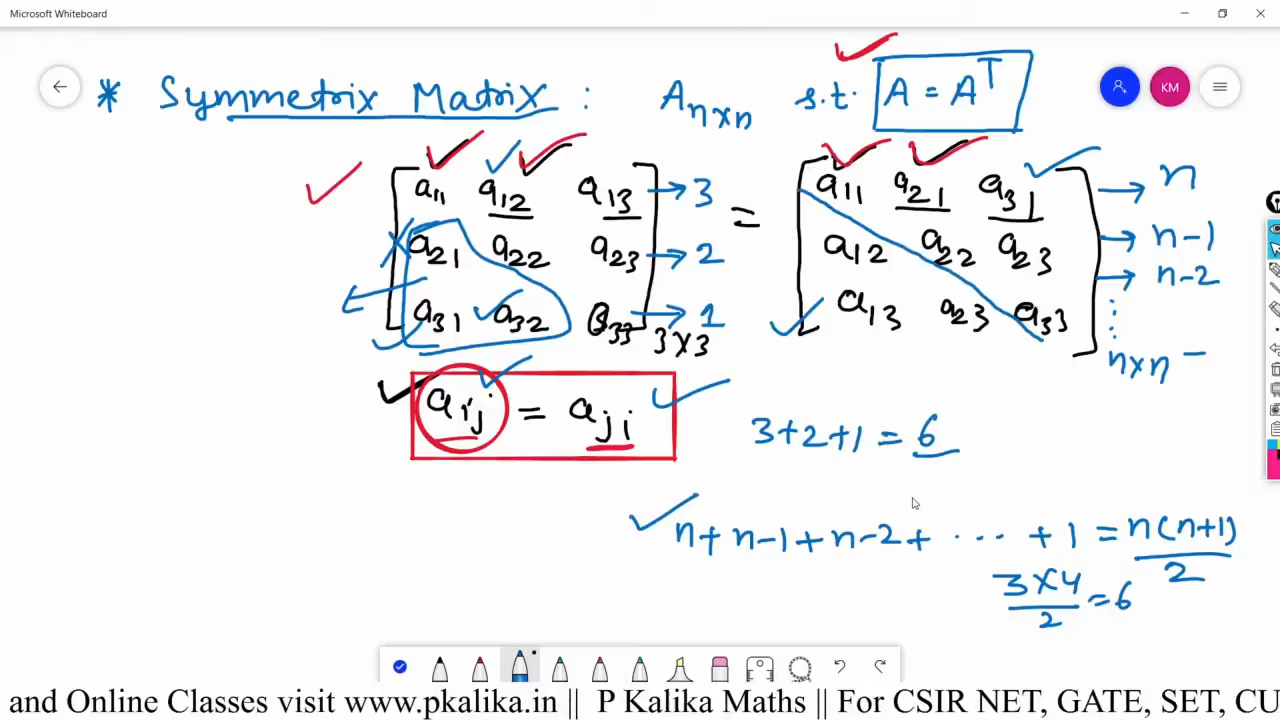 Microsoft Whiteboard
* Symmetrix Matrix : A n×n s.t. A = A^T
KM
a11 a12 a13 → 3 = a11 a21 a31 → n
a21 a22 a23 → 2 a12 a22 a23 → n-1
→ n-2
a31 a32 a33 → 1 a13 a23 a33
3×3 n×n
aij = aji
3+2+1 = 6
n+n-1+n-2+ ... +1 = n(n+1)/2
3×4/2 = 6
and Online Classes visit www.pkalika.in || P Kalika Maths || For CSIR NET, GATE, SET, CU